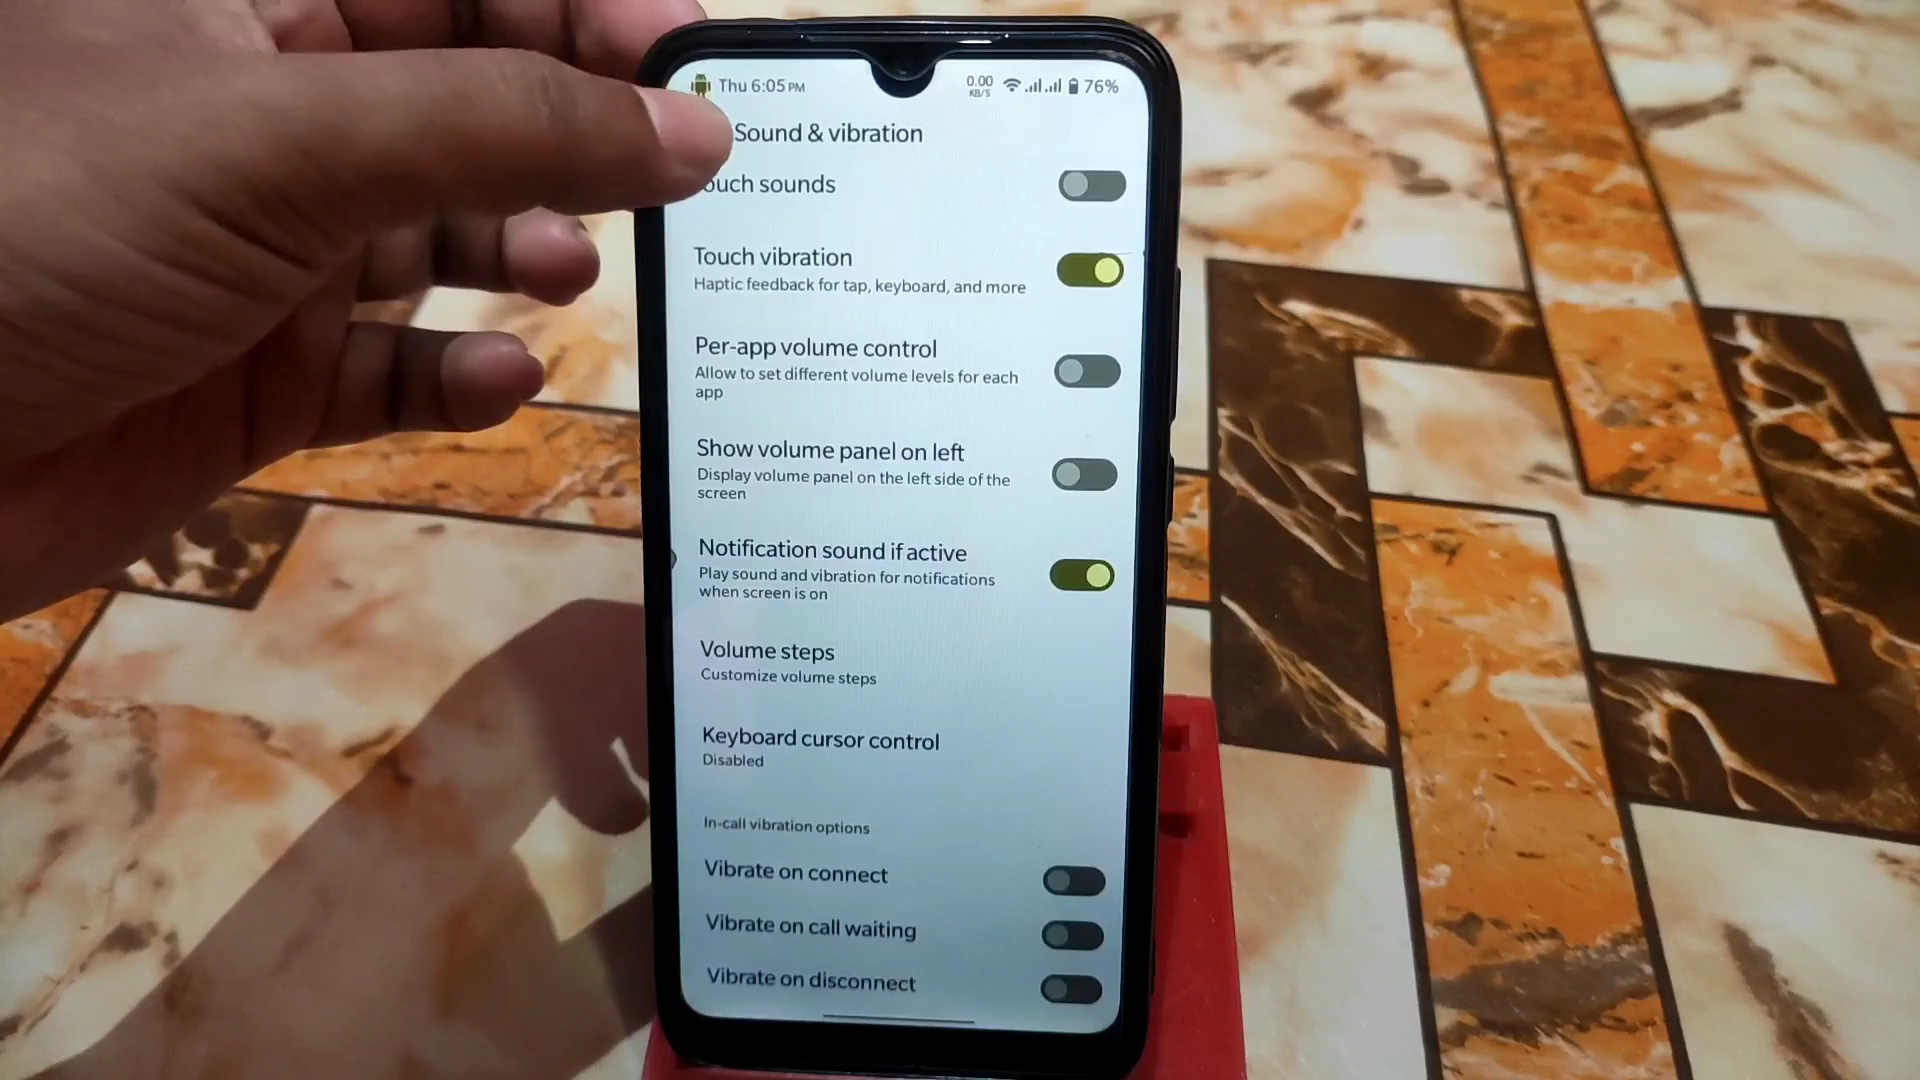 Thu 6:05 PM 0.00 KB/S 76%
Sound & vibration
ouch sounds
Touch vibration
Haptic feedback for tap, keyboard, and more
Per-app volume control
Allow to set different volume levels for each
app
Show volume panel on left
Display volume panel on the left side of the
screen
Notification sound if active
Play sound and vibration for notifications
when screen is on
Volume steps
Customize volume steps
Keyboard cursor control
Disabled
In-call vibration options
Vibrate on connect
Vibrate on call waiting
Vibrate on disconnect